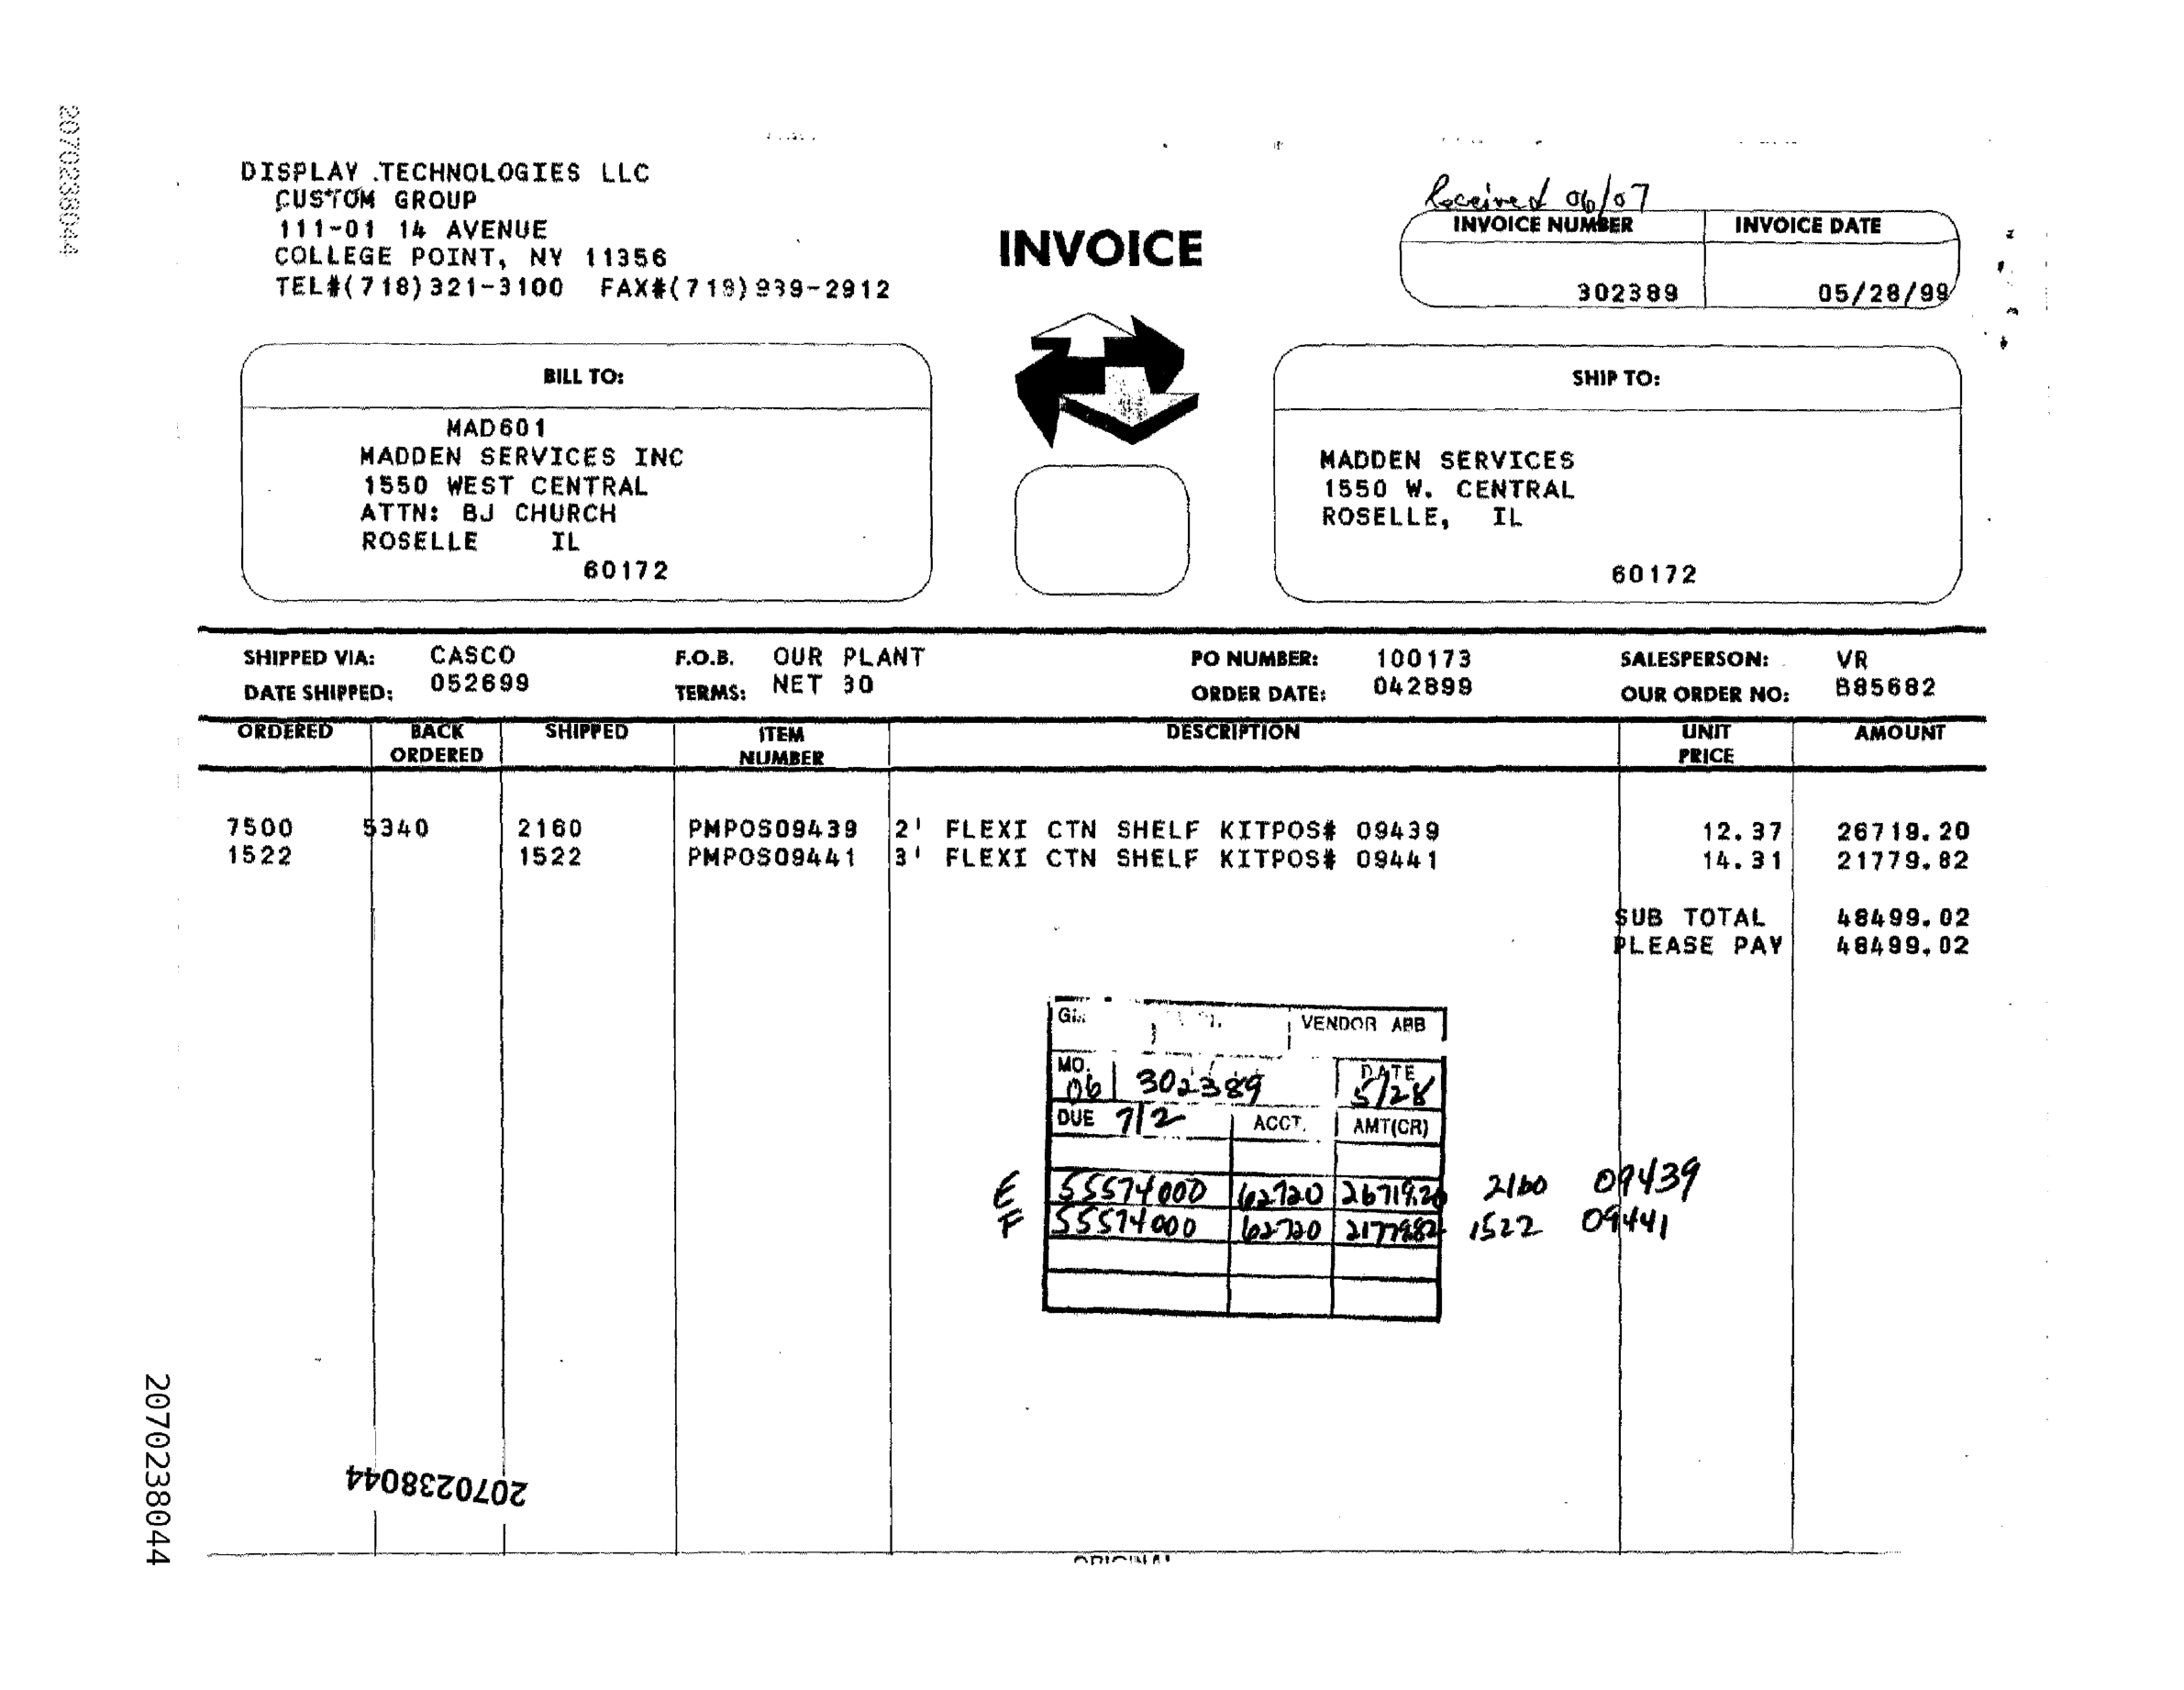 2070238044
DISPLAY TECHNOLOGIES LLC
CUSTOM GROUP
111-01 14 AVENUE
COLLEGE POINT, NY 11356
TEL#(718)321-3100 FAX#(718)939-2912
INVOICE
Received 06/07
INVOICE NUMBER INVOICE DATE
302389 05/28/99
BILL TO:
MAD601
MADDEN SERVICES INC
1550 WEST CENTRAL
ATTN: BJ CHURCH
ROSELLE IL
60172
SHIP TO:
MADDEN SERVICES
1550 W. CENTRAL
ROSELLE, IL
60172
SHIPPED VIA: CASCO F.O.B. OUR PLANT PO NUMBER: 100173 SALESPERSON: VR
DATE SHIPPED: 052699 TERMS: NET 30 ORDER DATE: 042899 OUR ORDER NO: B85682
ORDERED BACK ORDERED SHIPPED ITEM NUMBER DESCRIPTION UNIT PRICE AMOUNT
7500 5340 2160 PMPOS09439 2' FLEXI CTN SHELF KITPOS# 09439 12.37 26719.20
1522 1522 PMPOS09441 3' FLEXI CTN SHELF KITPOS# 09441 14.31 21779.82
SUB TOTAL 48499.02
PLEASE PAY 48499.02
VENDOR ABB
MO. DATE
06 302389 5/28
DUE 7/2 ACCT. AMT(CR)
E 55574000 62720 26719.20 2160 09439
F 55574000 62720 21779.82 1522 09441
2070238044
2070238044
ORIGINAL